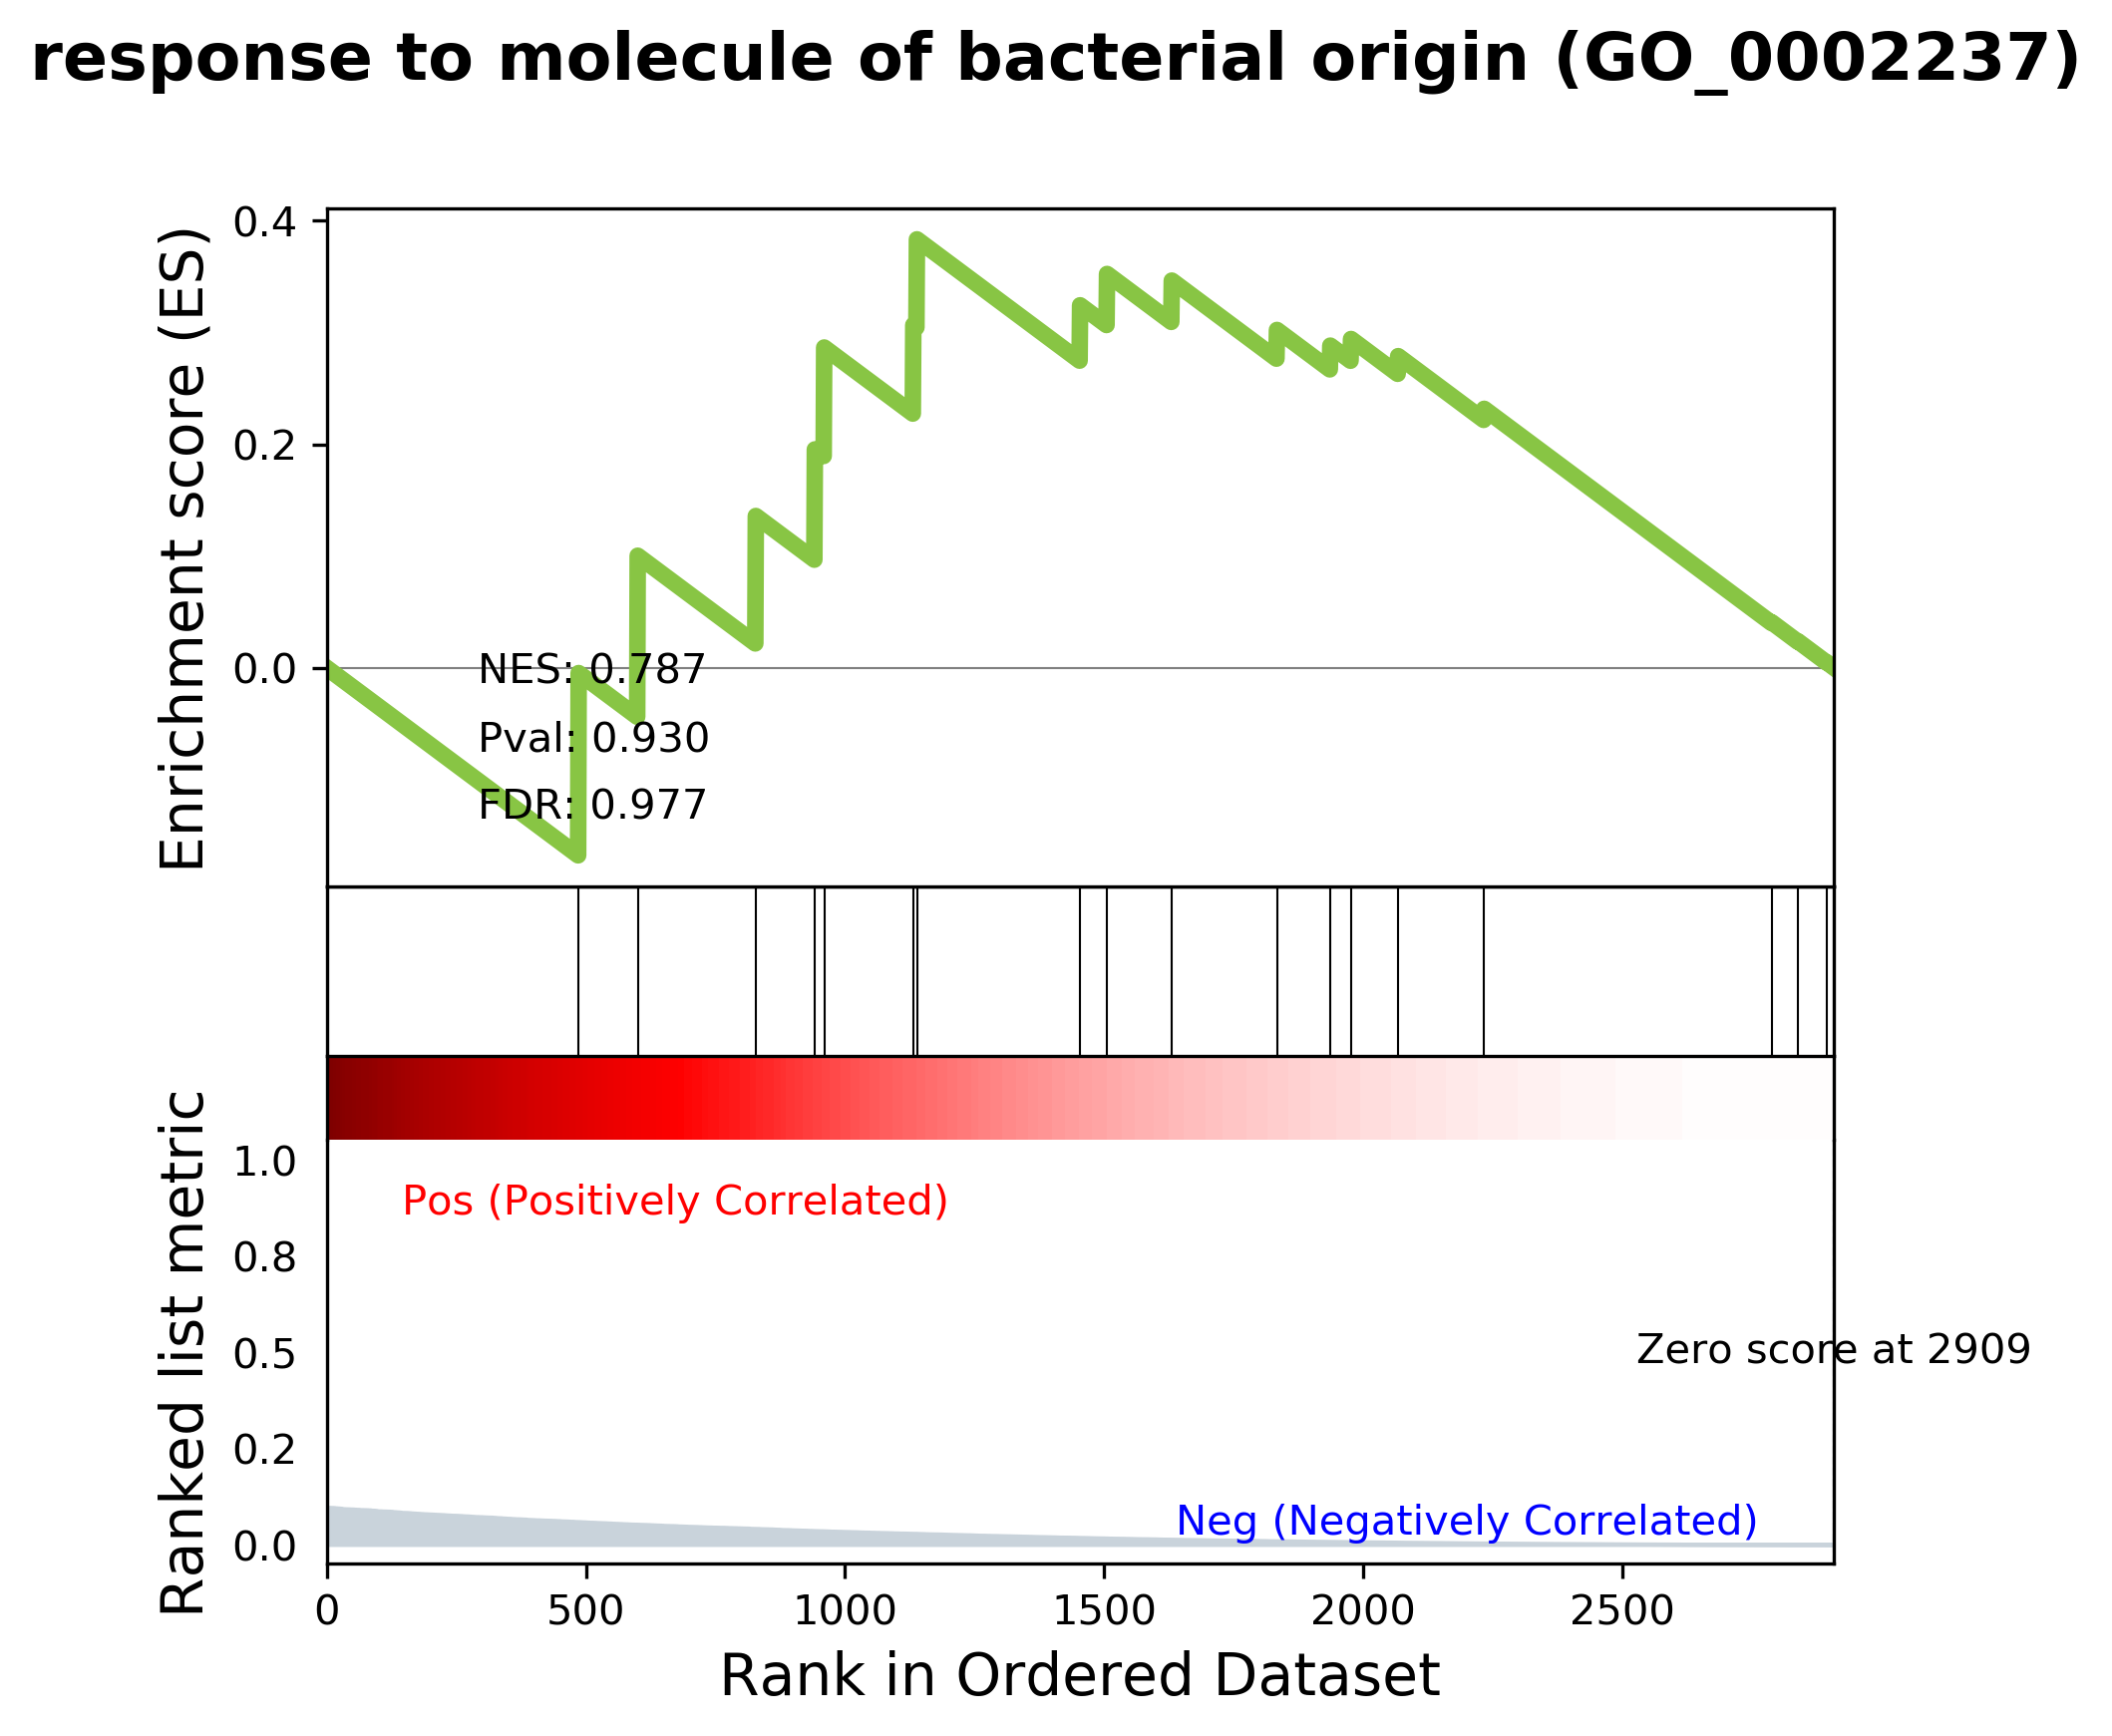 response to molecule of bacterial origin (GO_0002237)
Enrichment score (ES)
0.4
0.2
0.0
NES: 0.787
Pval: 0.930
FDR: 0.977
Ranked list metric
1.0
0.8
0.5
0.2
0.0
Pos (Positively Correlated)
Zero score at 2909
Neg (Negatively Correlated)
0 500 1000 1500 2000 2500
Rank in Ordered Dataset